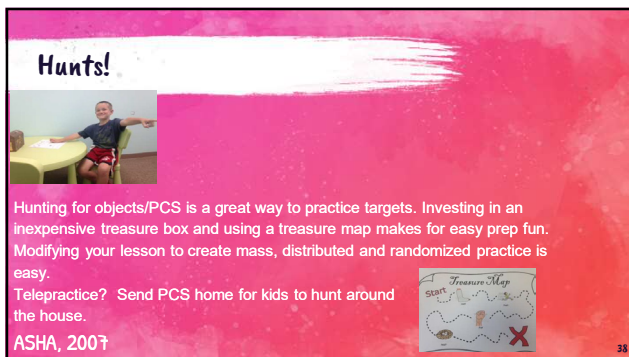 Hunts!
Hunting for objects/PCS is a great way to practice targets. Investing in an
inexpensive treasure box and using a treasure map makes for easy prep fun.
Modifying your lesson to create mass, distributed and randomized practice is
easy.
Telepractice? Send PCS home for kids to hunt around
the house.
Treasure Map
Start
X
ASHA, 2007
38